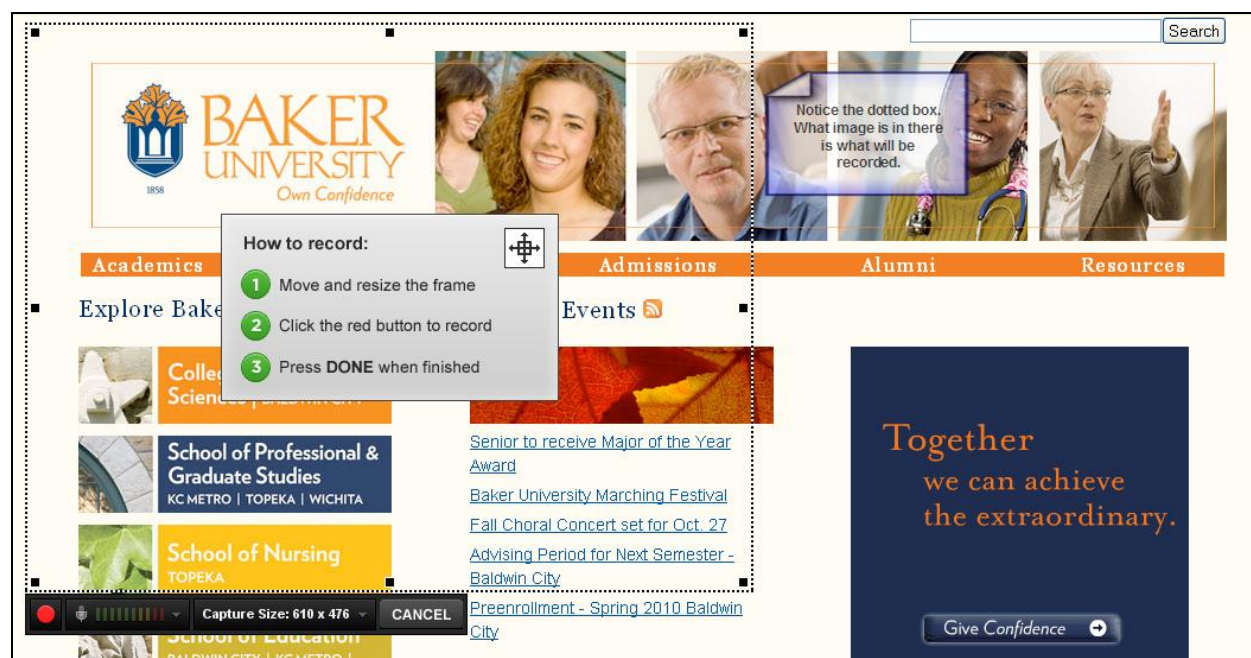 Search
BAKER
UNIVERSITY
Own Confidence
1858
Notice the dotted box.
What image is in there
is what will be
recorded.
How to record:
1 Move and resize the frame
2 Click the red button to record
3 Press DONE when finished
Academics
Admissions
Alumni
Resources
Explore
Events
Sciences
School of Professional &
Graduate Studies
KC METRO | TOPEKA | WICHITA
School of Nursing
TOPEKA
School of Education
Senior to receive Major of the Year
Award
Baker University Marching Festival
Fall Choral Concert set for Oct. 27
Advising Period for Next Semester -
Baldwin City
Preenrollment - Spring 2010 Baldwin
City
Together
we can achieve
the extraordinary.
Give Confidence
Capture Size: 610 x 476
CANCEL